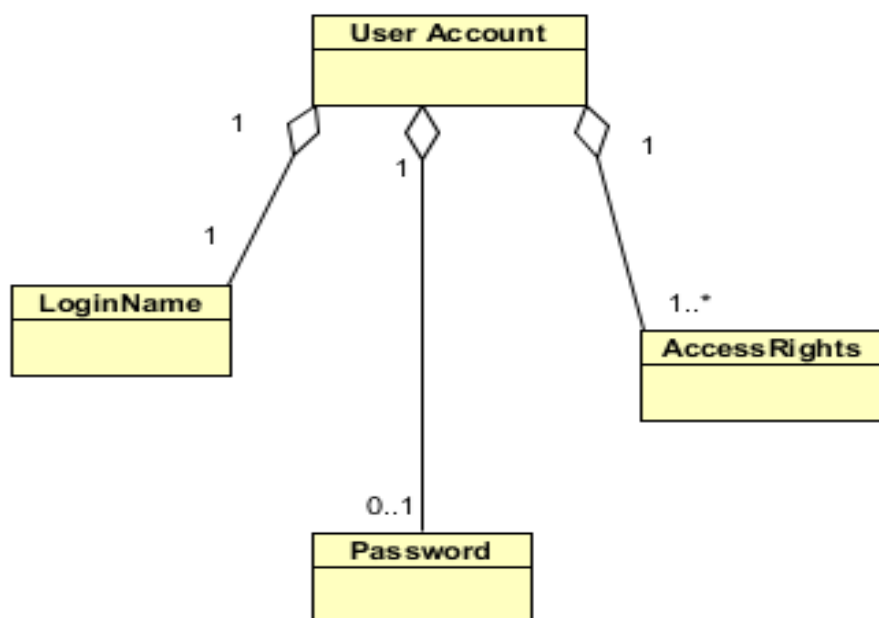 User Account
1
1
1
1
LoginName
1..*
AccessRights
0..1
Password